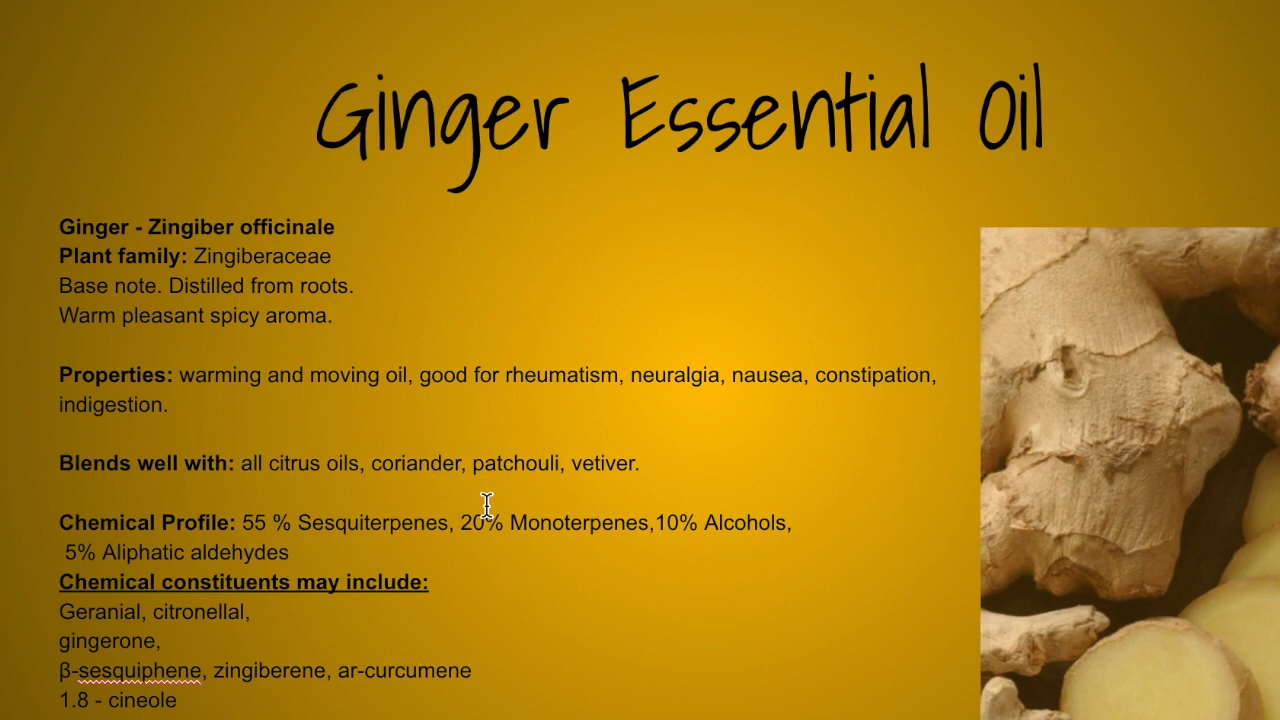 Ginger Essential Oil
Ginger - Zingiber officinale
Plant family: Zingiberaceae
Base note. Distilled from roots.
Warm pleasant spicy aroma.
Properties: warming and moving oil, good for rheumatism, neuralgia, nausea, constipation,
indigestion.
Blends well with: all citrus oils, coriander, patchouli, vetiver.
Chemical Profile: 55 % Sesquiterpenes, 20% Monoterpenes,10% Alcohols,
5% Aliphatic aldehydes
Chemical constituents may include:
Geranial, citronellal,
gingerone,
β-sesquiphene, zingiberene, ar-curcumene
1.8 - cineole